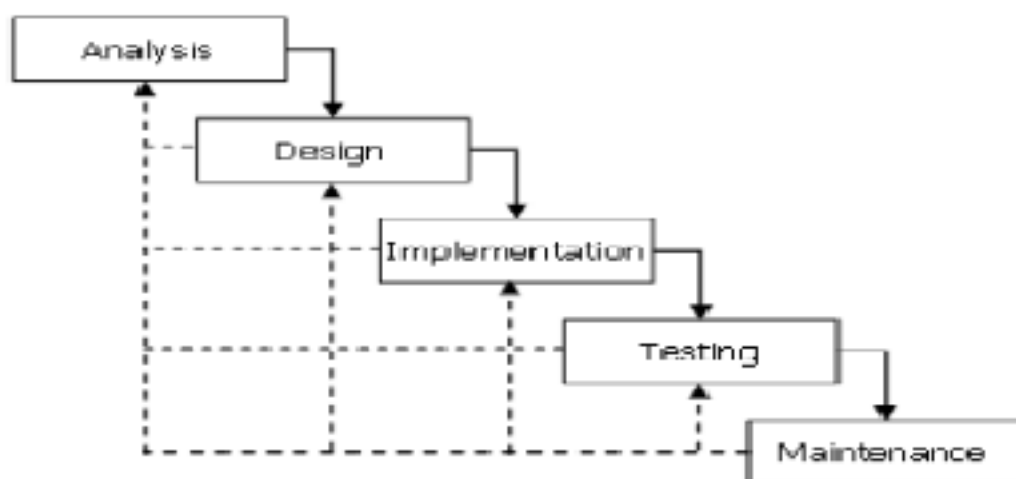 Analysis
Design
Implementation
Testing
Maintenance